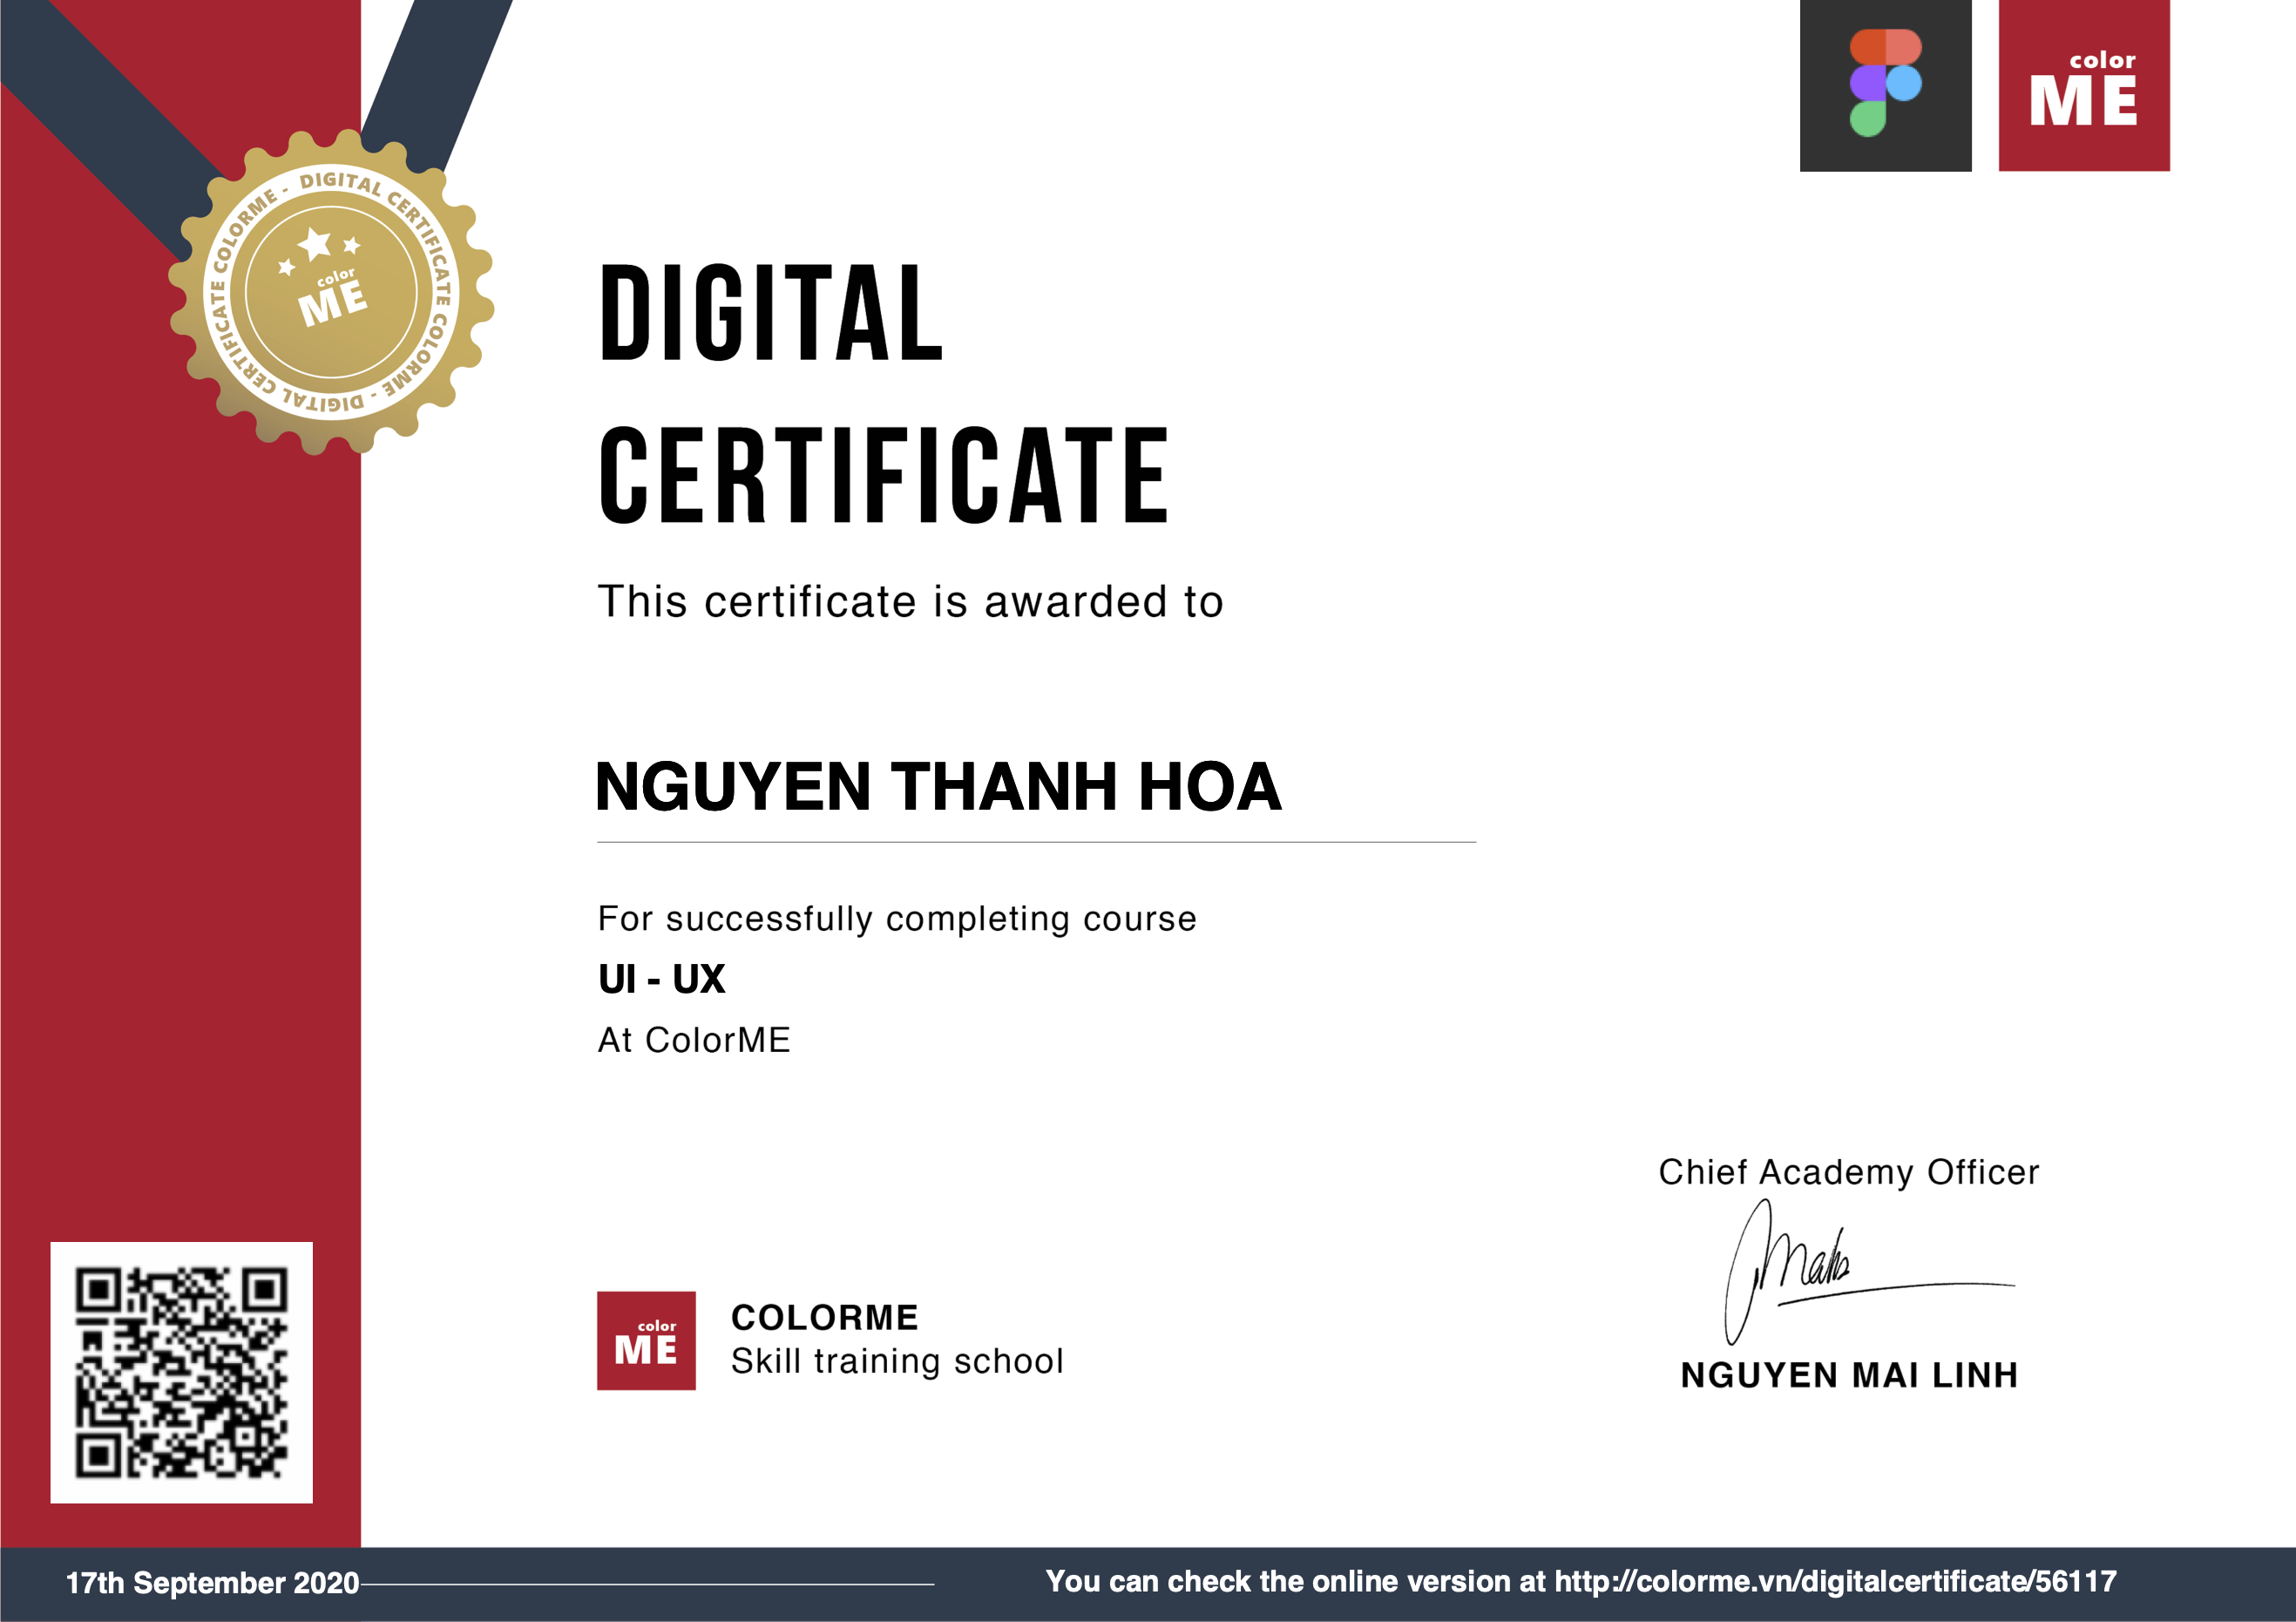 color
ME
DIGITAL CERTIFICATE COLORME - DIGITAL CERTIFICATE COLORME -
color
ME
DIGITAL
CERTIFICATE
This certificate is awarded to
NGUYEN THANH HOA
For successfully completing course
UI - UX
At ColorME
Chief Academy Officer
NGUYEN MAI LINH
color
ME
COLORME
Skill training school
17th September 2020
You can check the online version at http://colorme.vn/digitalcertificate/56117